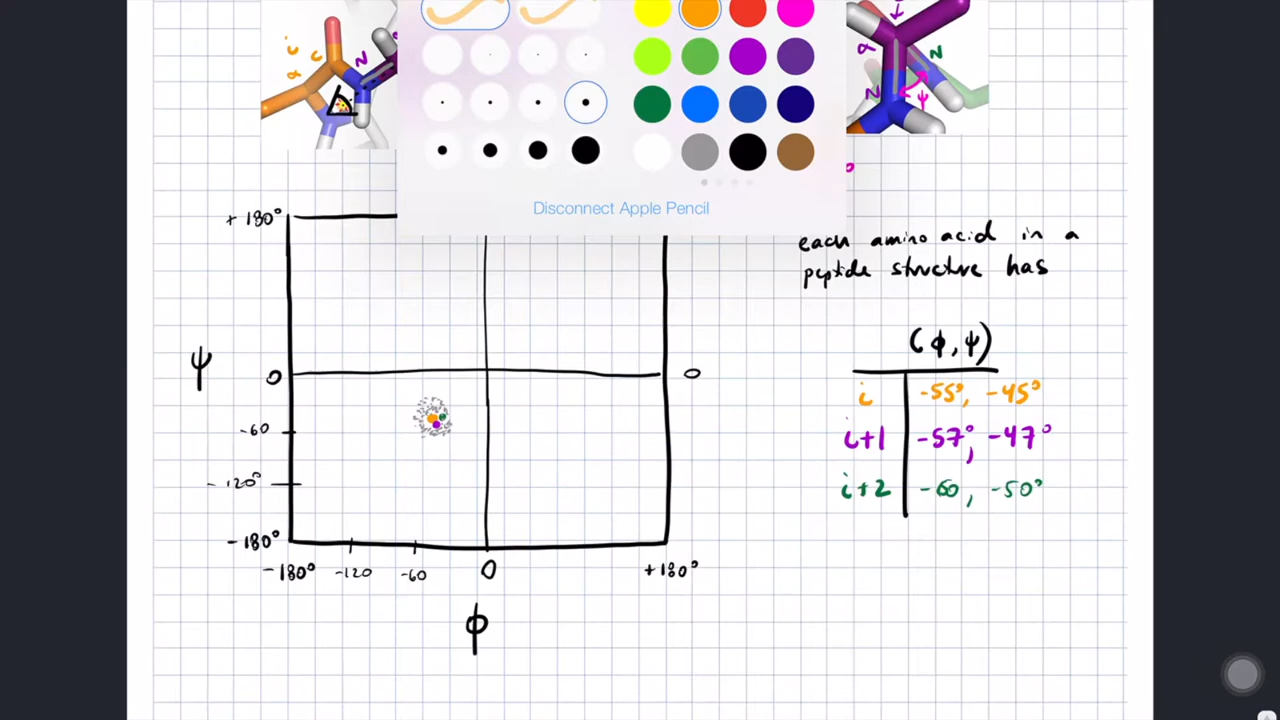 i
α
C
N
α
N
N
ψ
Disconnect Apple Pencil
+180°
each amino acid in a
peptide structure has
(ϕ, ψ)
ψ
0
0
i -55°, -45°
-60
i+1 -57°, -47°
-120°
i+2 -60, -50°
-180°
-180° -120 -60 0 +180°
ϕ